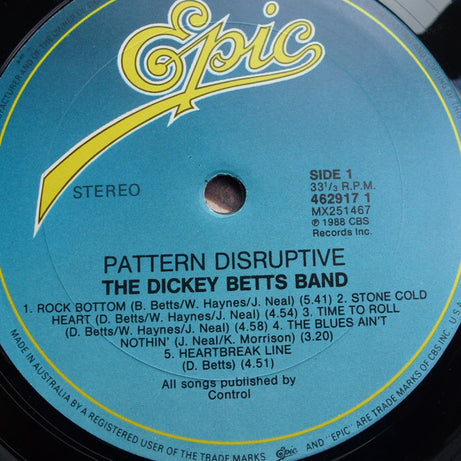 Epic
STEREO
SIDE 1
33⅓ R.P.M.
462917 1
MX251467
℗ 1988 CBS
Records Inc.
PATTERN DISRUPTIVE
THE DICKEY BETTS BAND
1. ROCK BOTTOM (B. Betts/W. Haynes/J. Neal) (5.41) 2. STONE COLD
HEART (D. Betts/W. Haynes/J. Neal) (4.54) 3. TIME TO ROLL
(D. Betts/W. Haynes/J. Neal) (4.58) 4. THE BLUES AIN'T
NOTHIN' (J. Neal/K. Morrison) (3.20)
5. HEARTBREAK LINE
(D. Betts) (4.51)
All songs published by
Control
MADE IN AUSTRALIA BY A REGISTERED USER OF THE TRADE MARKS Epic AND "EPIC" ARE TRADE MARKS OF CBS INC. U.S.A.